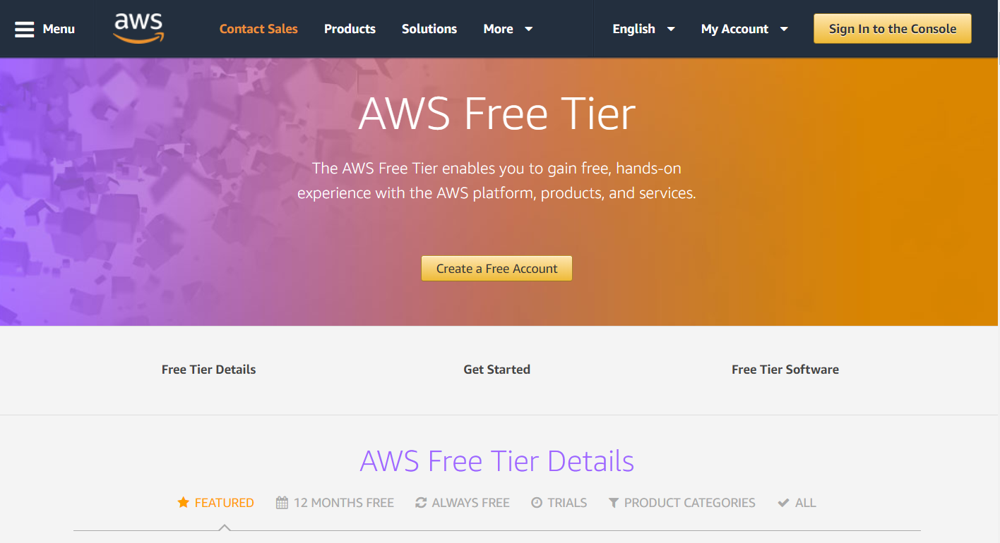 Menu
aws
Contact Sales
Products
Solutions
More
English
My Account
Sign In to the Console
AWS Free Tier
The AWS Free Tier enables you to gain free, hands-on
experience with the AWS platform, products, and services.
Create a Free Account
Free Tier Details
Get Started
Free Tier Software
AWS Free Tier Details
FEATURED
12 MONTHS FREE
ALWAYS FREE
TRIALS
PRODUCT CATEGORIES
ALL